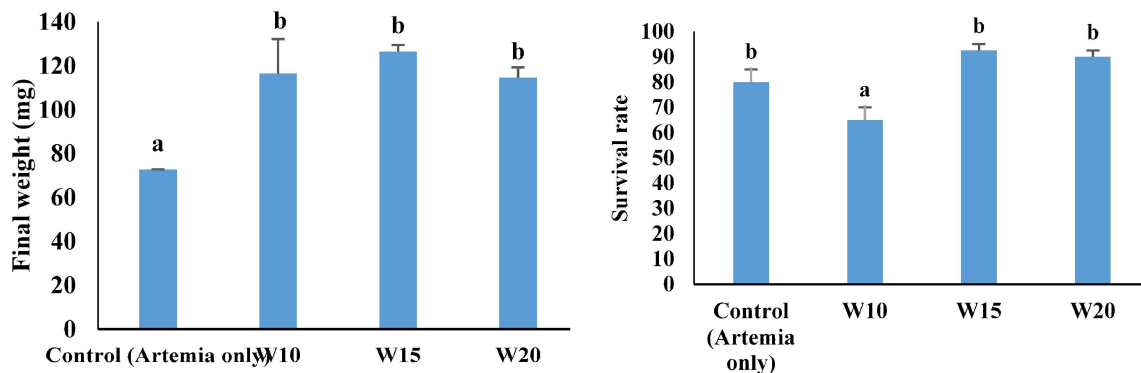 Final weight (mg)
140
120
100
80
60
40
20
0
a
b
b
b
Control (Artemia only)
W10
W15
W20
Survival rate
100
90
80
70
60
50
40
30
20
10
0
b
a
b
b
Control
(Artemia
only)
W10
W15
W20